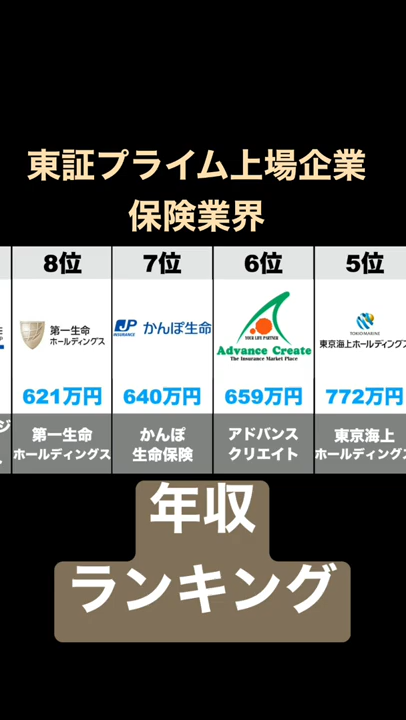 東証プライム上場企業
保険業界
8位
7位
6位
5位
第一生命
ホールディングス
JP
INSURANCE
かんぽ生命
YOUR LIFE PARTNER
Advance Create
The Insurance Market Place
TOKIO MARINE
東京海上ホールディングス
621万円
640万円
659万円
772万円
ジ
第一生命
ホールディングス
かんぽ
生命保険
アドバンス
クリエイト
東京海上
ホールディングス
年収
ランキング